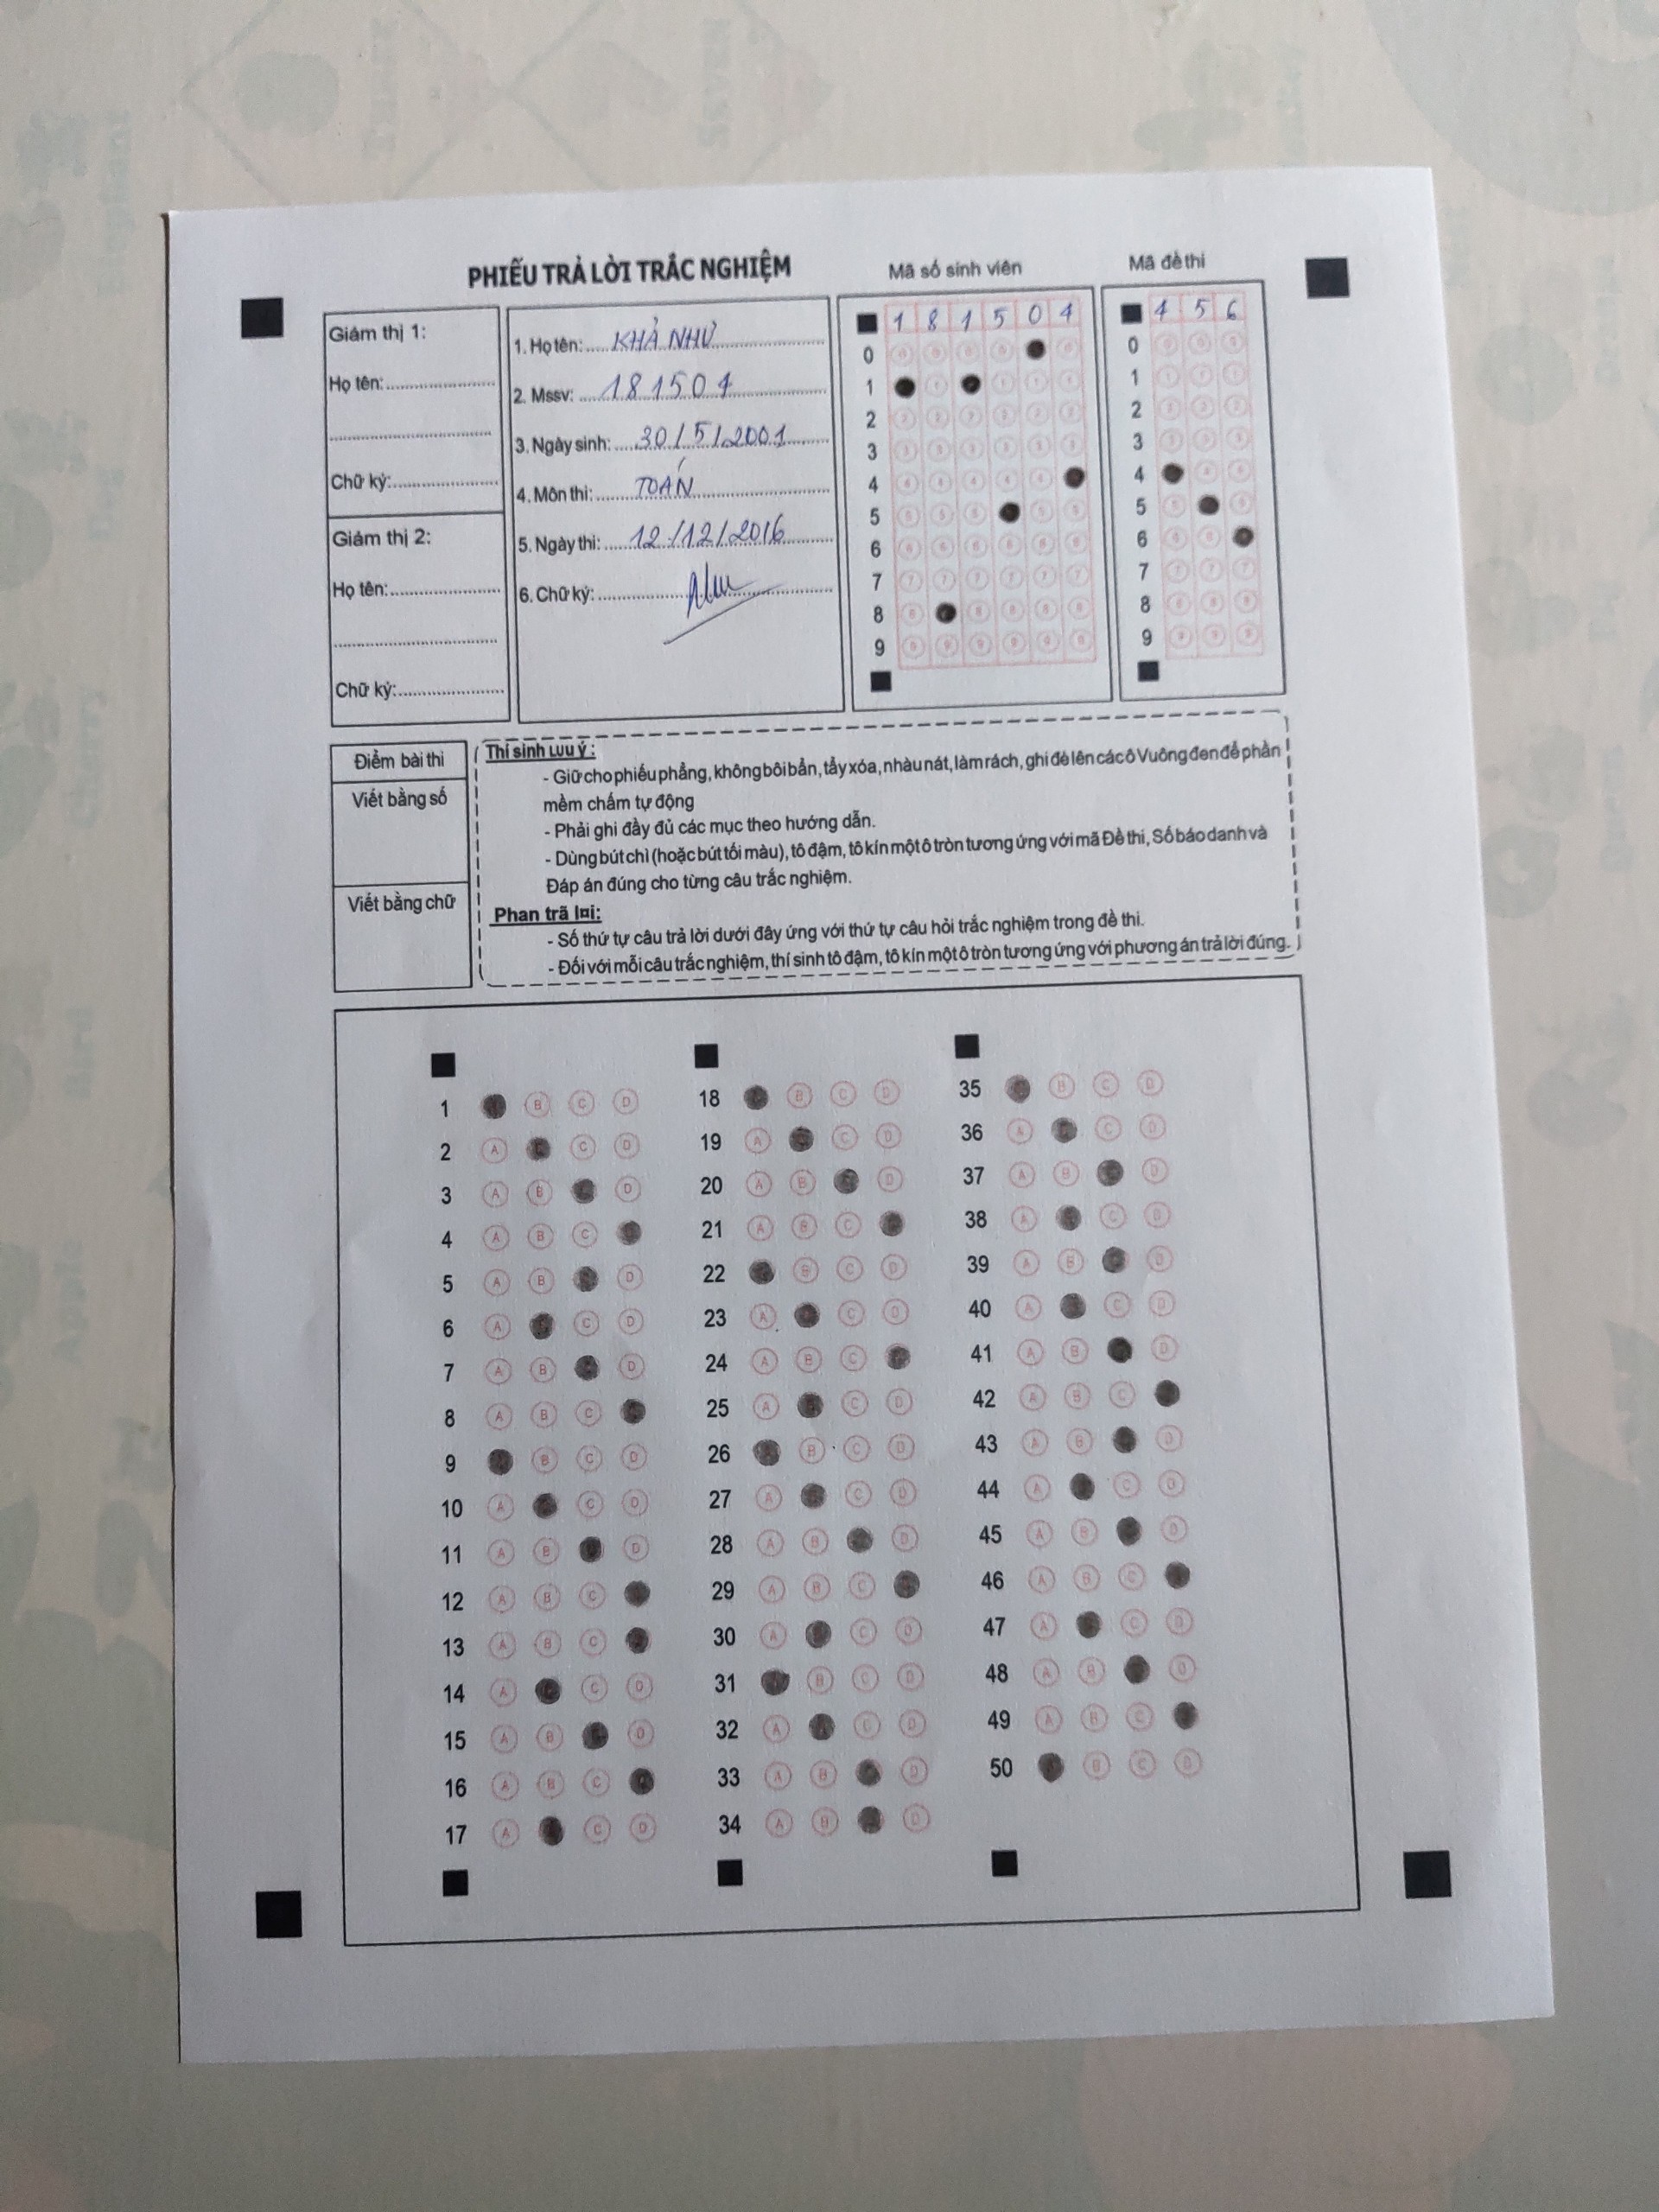 PHIẾU TRẢ LỜI TRẮC NGHIỆM
Mã số sinh viên
Mã đề thi
Giám thị 1:
Họ tên:
Chữ ký:
Giám thị 2:
Họ tên:
Chữ ký:
1. Họ tên: KHẢ NHƯ
2. Mssv: 181504
3. Ngày sinh: 30/5/2001
4. Môn thi: TOÁN
5. Ngày thi: 12/12/2016
6. Chữ ký:
1 8 1 5 0 4
0
1
2
3
4
5
6
7
8
9
4 5 6
0
1
2
3
4
5
6
7
8
9
Điểm bài thi
Viết bằng số
Viết bằng chữ
Thí sinh Lưu ý :
- Giữ cho phiếu phẳng, không bôi bẩn, tẩy xóa, nhàu nát, làm rách, ghi đè lên các ô Vuông đen để phần
mềm chấm tự động
- Phải ghi đầy đủ các mục theo hướng dẫn.
- Dùng bút chì (hoặc bút tối màu), tô đậm, tô kín một ô tròn tương ứng với mã Đề thi, Số báo danh và
Đáp án đúng cho từng câu trắc nghiệm.
Phan trã l¤i:
- Số thứ tự câu trả lời dưới đây ứng với thứ tự câu hỏi trắc nghiệm trong đề thi.
- Đối với mỗi câu trắc nghiệm, thí sinh tô đậm, tô kín một ô tròn tương ứng với phương án trả lời đúng.
1 B C D
2 A C D
3 A B D
4 A B C
5 A B D
6 A C D
7 A B D
8 A B C
9 B C D
10 A C D
11 A B D
12 A B C
13 A B C
14 A C D
15 A B D
16 A B C
17 A C D
18 B C D
19 A C D
20 A B D
21 A B C
22 B C D
23 A C D
24 A B C
25 A C D
26 B C D
27 A C D
28 A B D
29 A B C
30 A C D
31 B C D
32 A C D
33 A B D
34 A B D
35 B C D
36 A C D
37 A B D
38 A C D
39 A B D
40 A C D
41 A B D
42 A B C
43 A B D
44 A C D
45 A B D
46 A B C
47 A C D
48 A B D
49 A B C
50 B C D